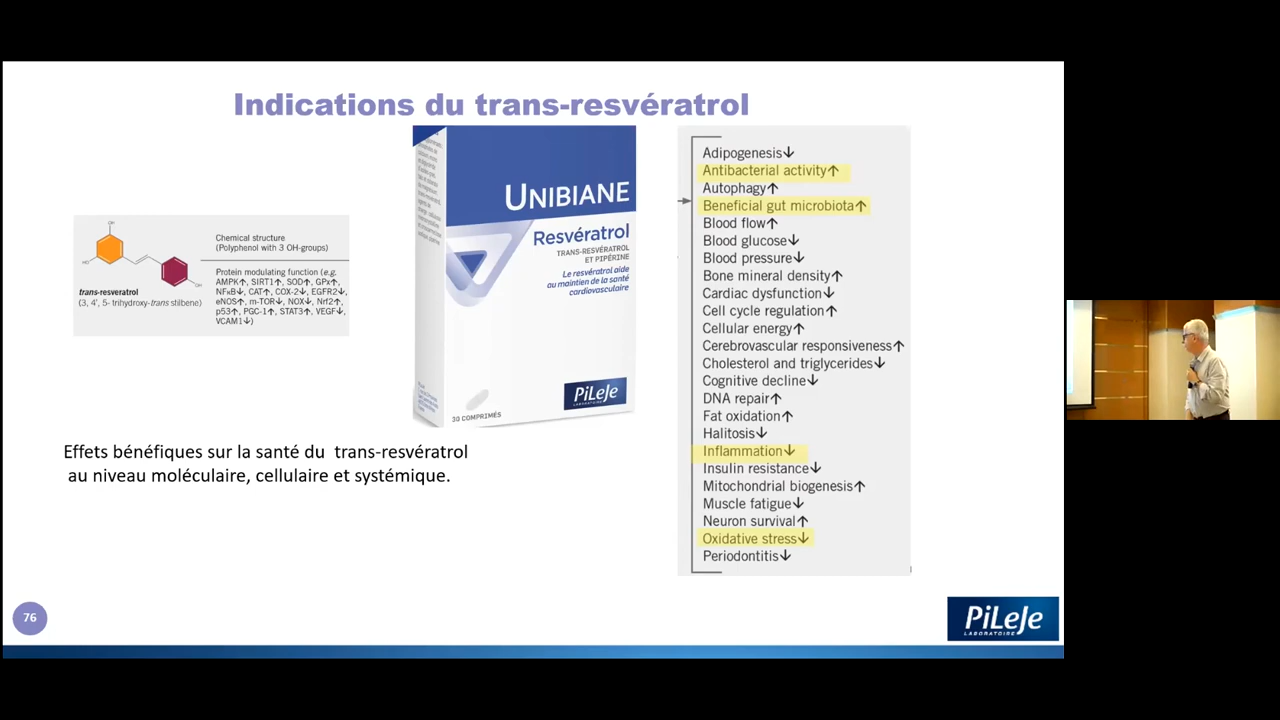 Indications du trans-resvératrol
OH
HO
OH
trans-resveratrol
(3, 4', 5- trihydroxy-trans stilbene)
Chemical structure
(Polyphenol with 3 OH-groups)
Protein modulating function (e.g.
AMPK↑, SIRT1↑, SOD↑, GPx↑,
NFκB↓, CAT↑, COX-2↓, EGFR2↓,
eNOS↑, m-TOR↓, NOX↓, Nrf2↑,
p53↑, PGC-1↑, STAT3↑, VEGF↓,
VCAM1↓)
UNIBIANE
Resvératrol
TRANS-RESVÉRATROL
ET PIPÉRINE
Le resvératrol aide
au maintien de la santé
cardiovasculaire
PiLeJe
LABORATOIRE
30 COMPRIMÉS
Adipogenesis↓
Antibacterial activity↑
Autophagy↑
Beneficial gut microbiota↑
Blood flow↑
Blood glucose↓
Blood pressure↓
Bone mineral density↑
Cardiac dysfunction↓
Cell cycle regulation↑
Cellular energy↑
Cerebrovascular responsiveness↑
Cholesterol and triglycerides↓
Cognitive decline↓
DNA repair↑
Fat oxidation↑
Halitosis↓
Inflammation↓
Insulin resistance↓
Mitochondrial biogenesis↑
Muscle fatigue↓
Neuron survival↑
Oxidative stress↓
Periodontitis↓
Effets bénéfiques sur la santé du trans-resvératrol
au niveau moléculaire, cellulaire et systémique.
76
PiLeJe
LABORATOIRE